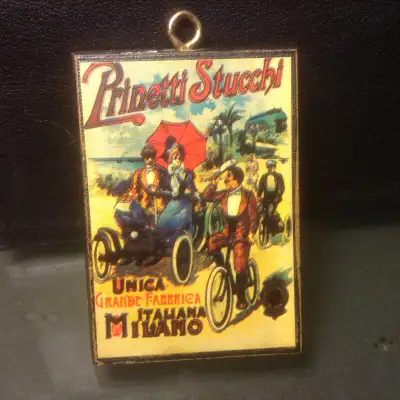 Prinetti Stucchi
UNICA
GRANDE FABBRICA
ITALIANA
MILANO